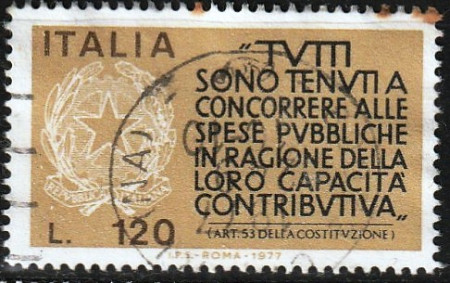 ITALIA
"TVTTI
SONO TENVTI A
CONCORRERE ALLE
SPESE PVBBLICHE
IN RAGIONE DELLA
LORO CAPACITÀ
CONTRIBVTIVA„
(ART. 53 DELLA COSTITVZIONE)
L. 120
I.P.S. - ROMA - 1977